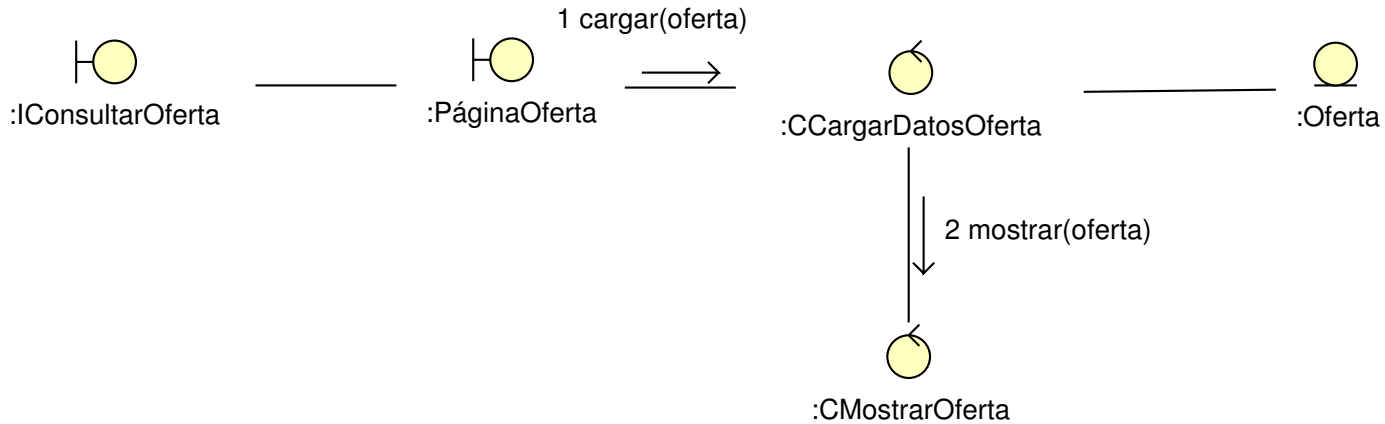 1 cargar(oferta)
:IConsultarOferta
:PáginaOferta
:CCargarDatosOferta
:Oferta
2 mostrar(oferta)
:CMostrarOferta